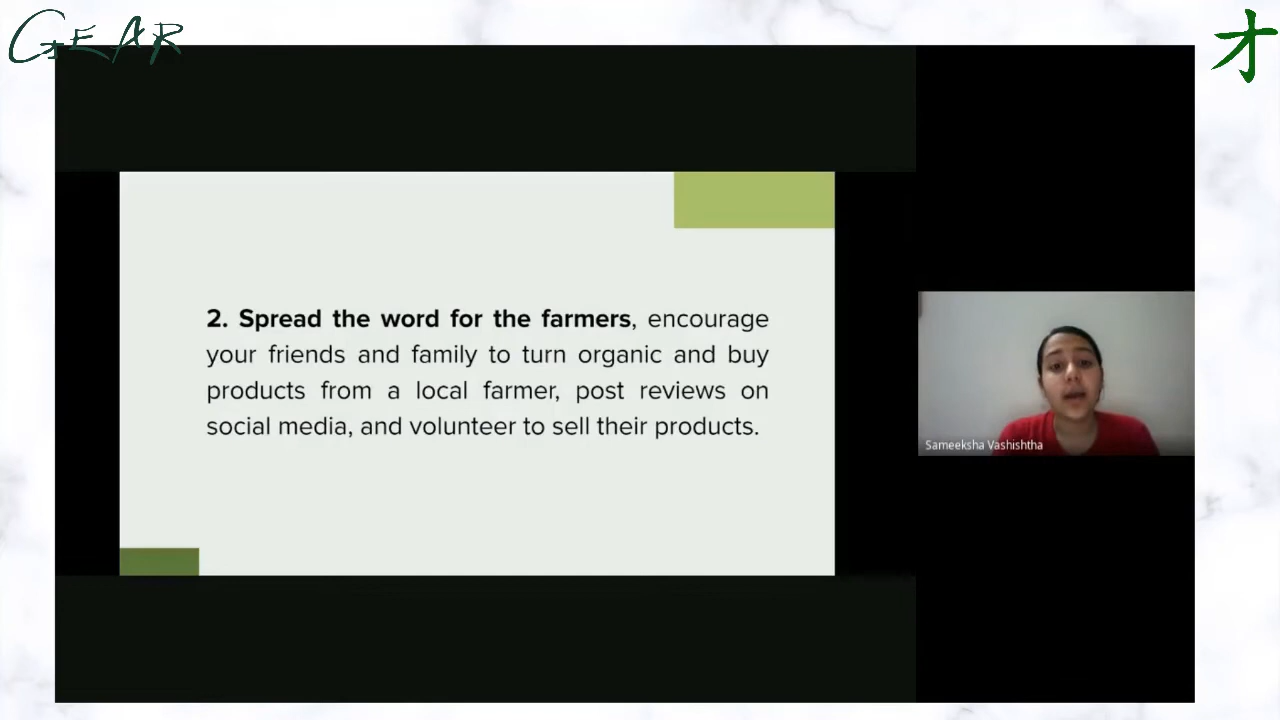 GEAR
才
2. Spread the word for the farmers, encourage
your friends and family to turn organic and buy
products from a local farmer, post reviews on
social media, and volunteer to sell their products.
Sameeksha Vashishtha